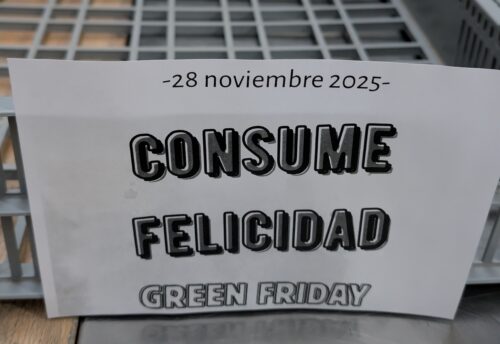 -28 noviembre 2025-
CONSUME
FELICIDAD
GREEN FRIDAY